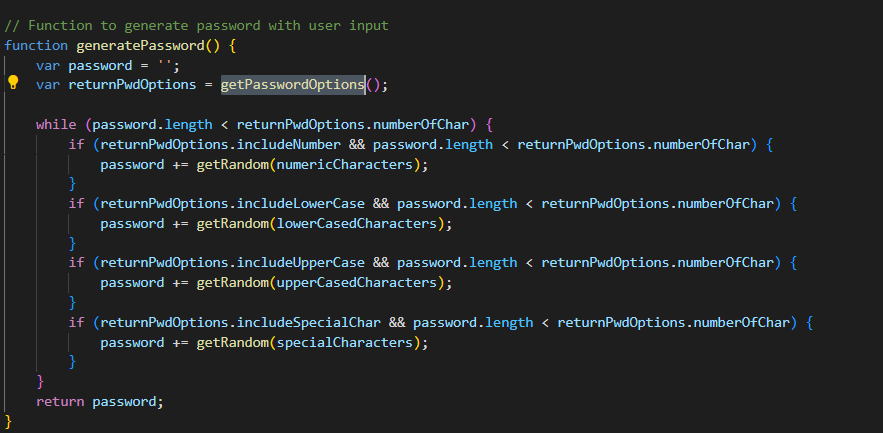 // Function to generate password with user input
function generatePassword() {
    var password = '';
    var returnPwdOptions = getPasswordOptions();
    while (password.length < returnPwdOptions.numberOfChar) {
        if (returnPwdOptions.includeNumber && password.length < returnPwdOptions.numberOfChar) {
            password += getRandom(numericCharacters);
        }
        if (returnPwdOptions.includeLowerCase && password.length < returnPwdOptions.numberOfChar) {
            password += getRandom(lowerCasedCharacters);
        }
        if (returnPwdOptions.includeUpperCase && password.length < returnPwdOptions.numberOfChar) {
            password += getRandom(upperCasedCharacters);
        }
        if (returnPwdOptions.includeSpecialChar && password.length < returnPwdOptions.numberOfChar) {
            password += getRandom(specialCharacters);
        }
    }
    return password;
}